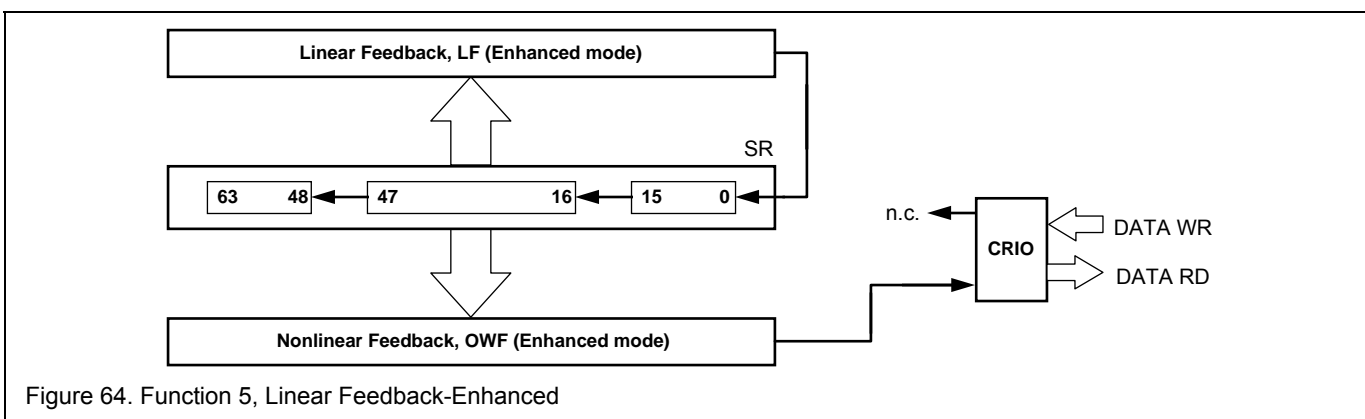 Linear Feedback, LF (Enhanced mode)
SR
63 48 47 16 15 0
n.c.
CRIO
DATA WR
DATA RD
Nonlinear Feedback, OWF (Enhanced mode)
Figure 64. Function 5, Linear Feedback-Enhanced